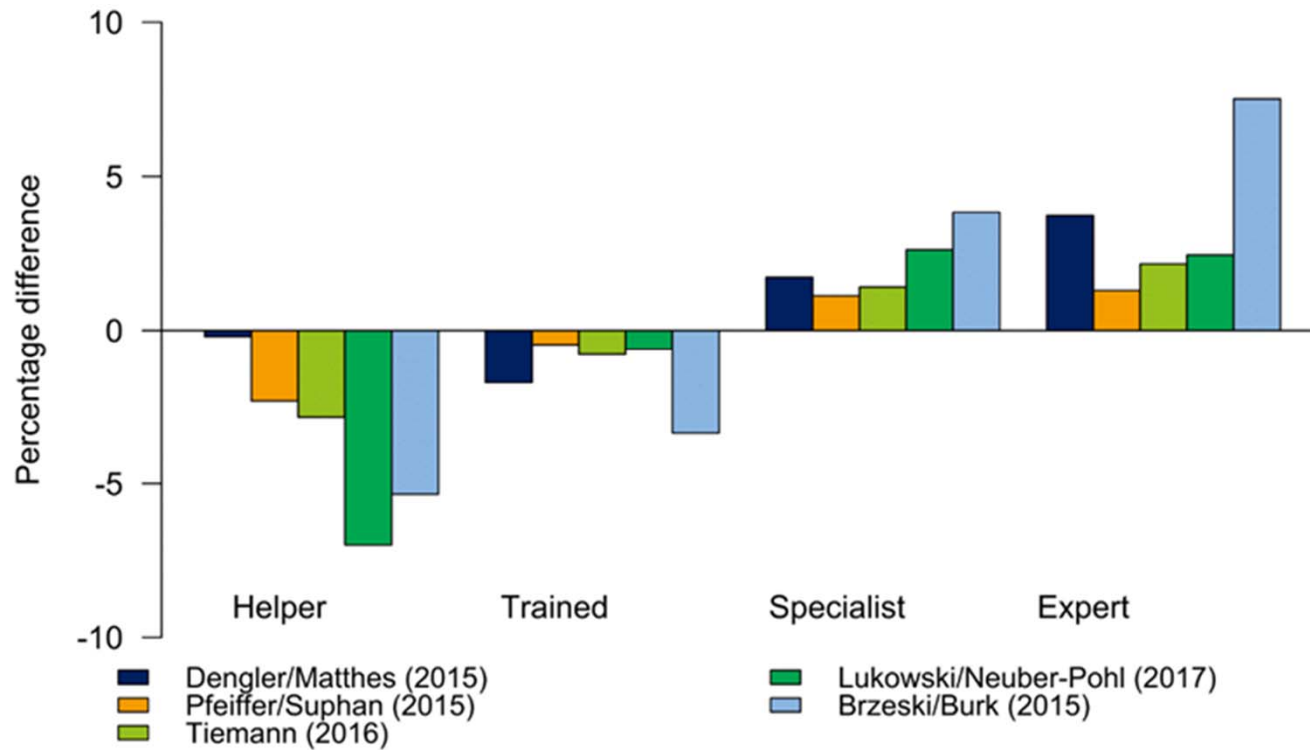 10
5
0
-5
-10
Percentage difference
Helper
Trained
Specialist
Expert
Dengler/Matthes (2015)
Pfeiffer/Suphan (2015)
Tiemann (2016)
Lukowski/Neuber-Pohl (2017)
Brzeski/Burk (2015)